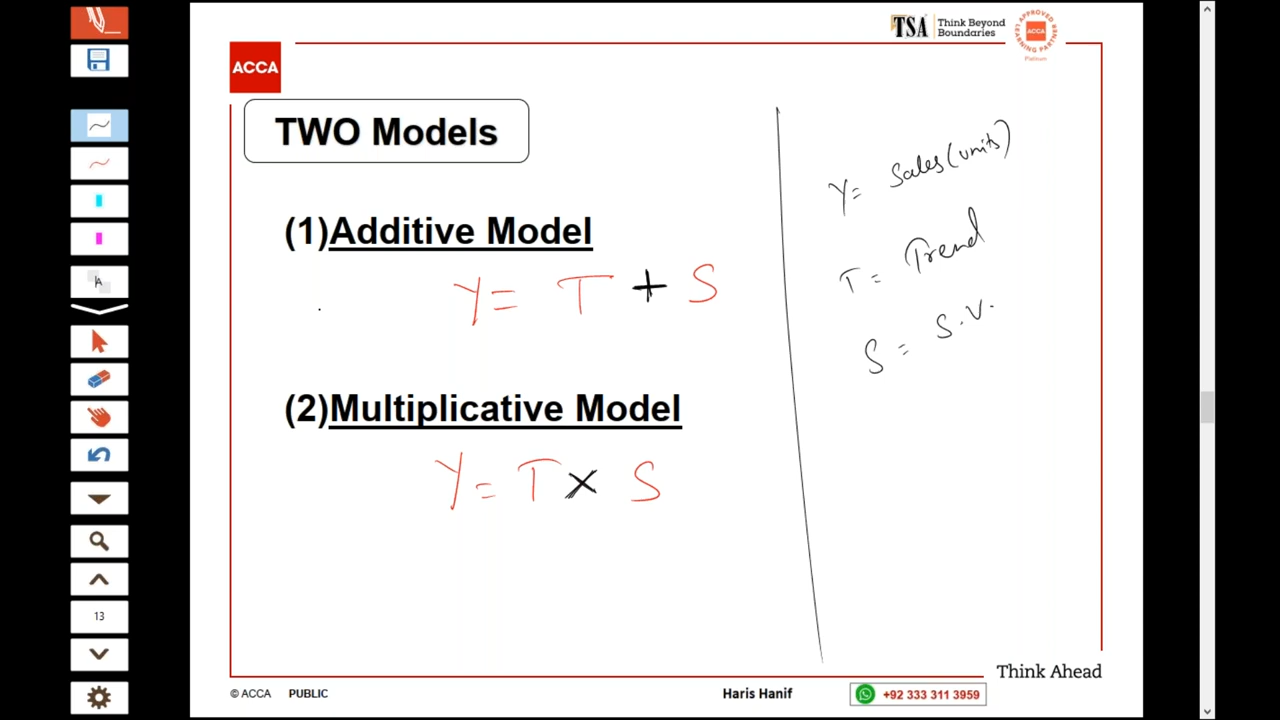 TSA Think Beyond Boundaries
APPROVED LEARNING PARTNER
ACCA
Platinum
ACCA
TWO Models
(1)Additive Model
Y = T + S
(2)Multiplicative Model
Y = T × S
Y = Sales (units)
T = Trend
S = S.V.
A
13
Think Ahead
© ACCA PUBLIC
Haris Hanif
+92 333 311 3959